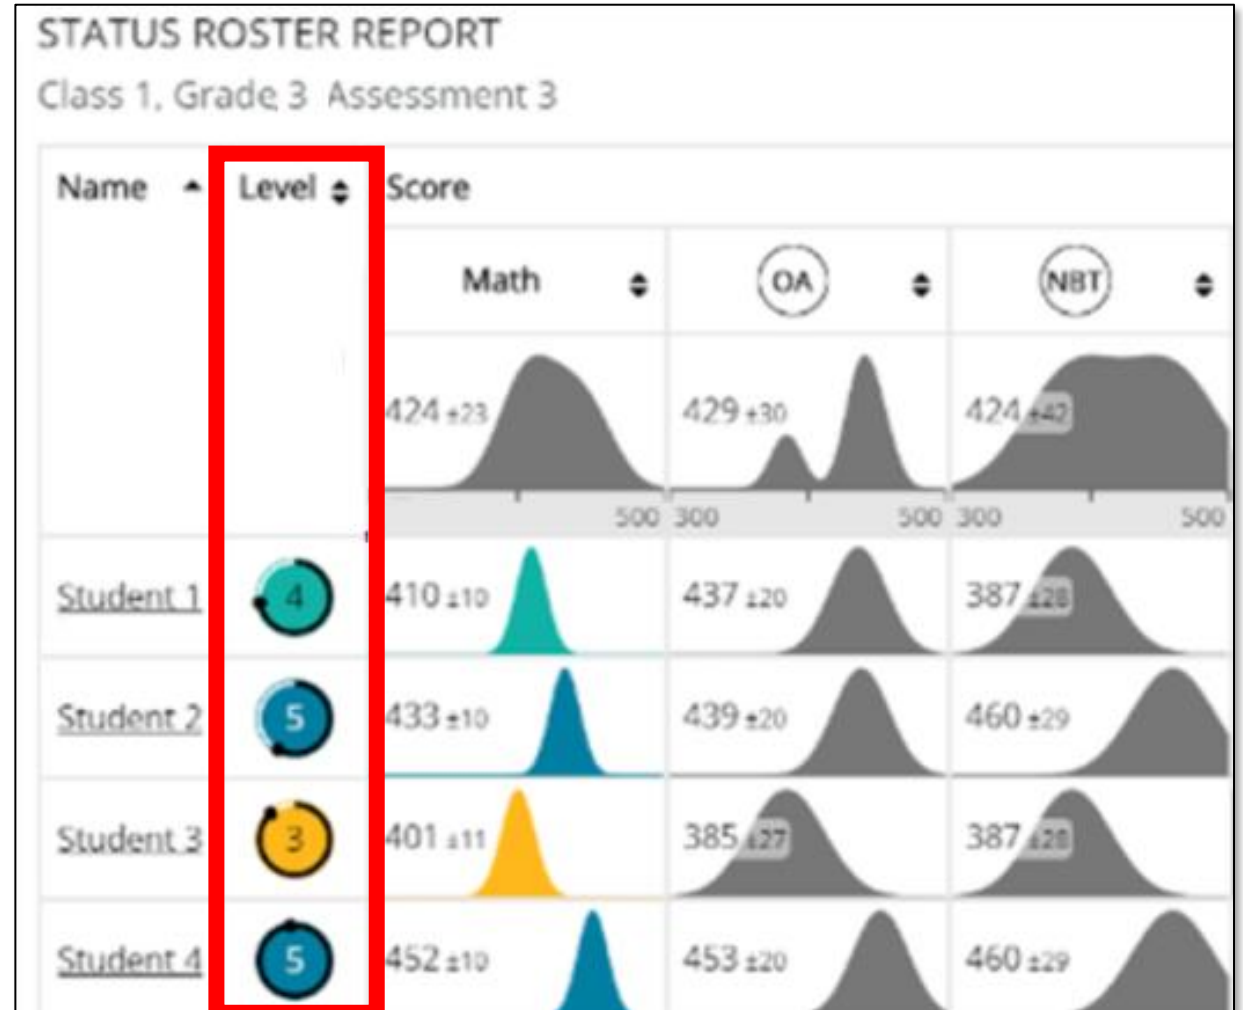 STATUS ROSTER REPORT
Class 1, Grade 3 Assessment 3
Name Level Score
Math OA NBT
424 ±23 429 ±30 424 ±42
500 300 500 300 500
Student 1 4 410 ±10 437 ±20 387 ±28
Student 2 5 433 ±10 439 ±20 460 ±29
Student 3 3 401 ±11 385 ±27 387 ±28
Student 4 5 452 ±10 453 ±20 460 ±29